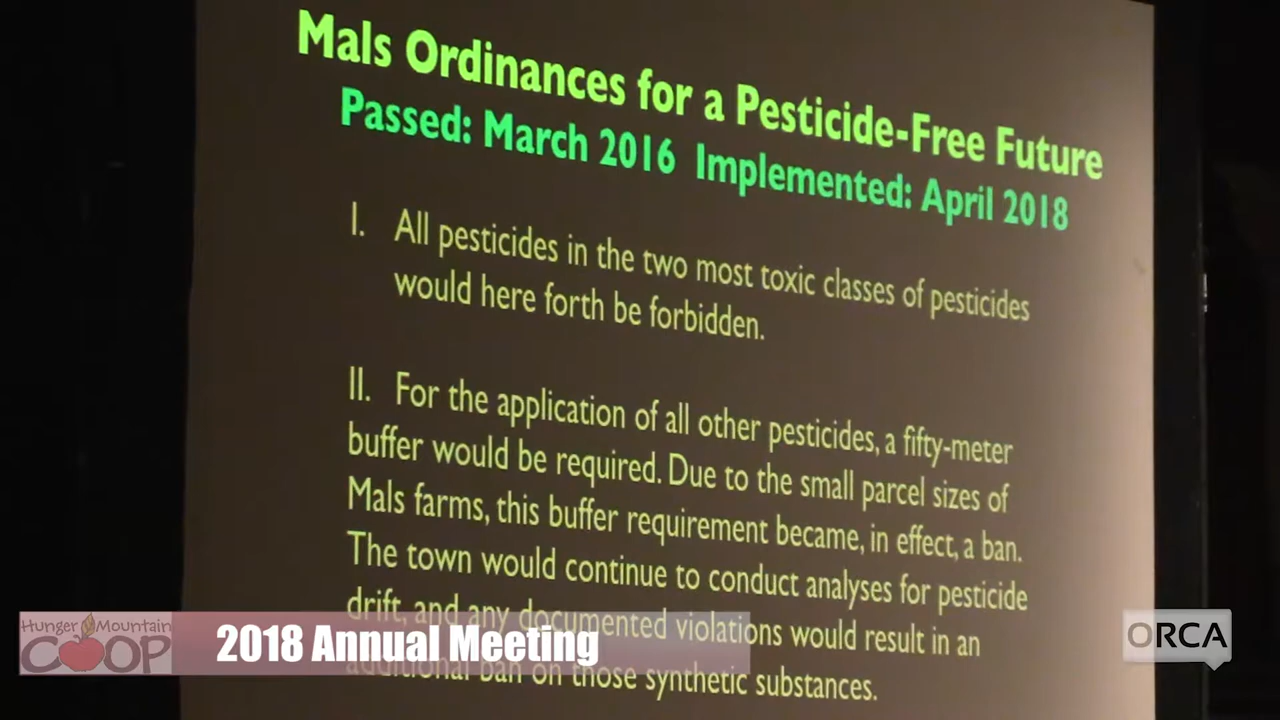 Mals Ordinances for a Pesticide-Free Future
Passed: March 2016 Implemented: April 2018
I. All pesticides in the two most toxic classes of pesticides
would here forth be forbidden.
II. For the application of all other pesticides, a fifty-meter
buffer would be required. Due to the small parcel sizes of
Mals farms, this buffer requirement became, in effect, a ban.
The town would continue to conduct analyses for pesticide
drift, and any documented violations would result in an
additional ban on those synthetic substances.
Hunger Mountain
COOP
2018 Annual Meeting
ORCA